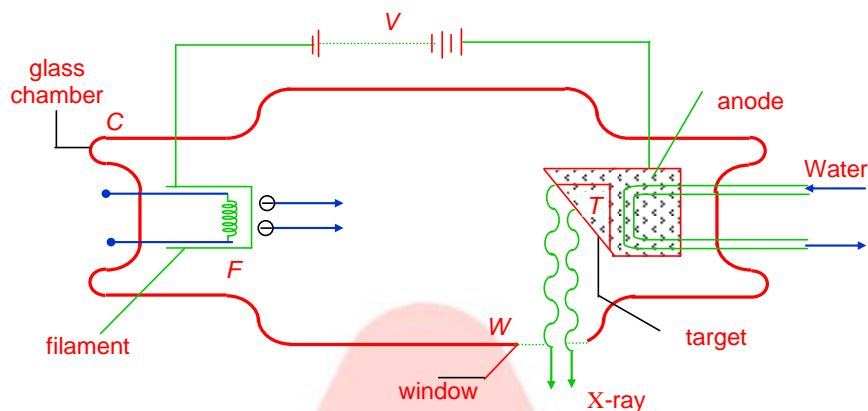 V
glass
chamber
C
anode
Water
T
F
filament
W
target
window
X-ray